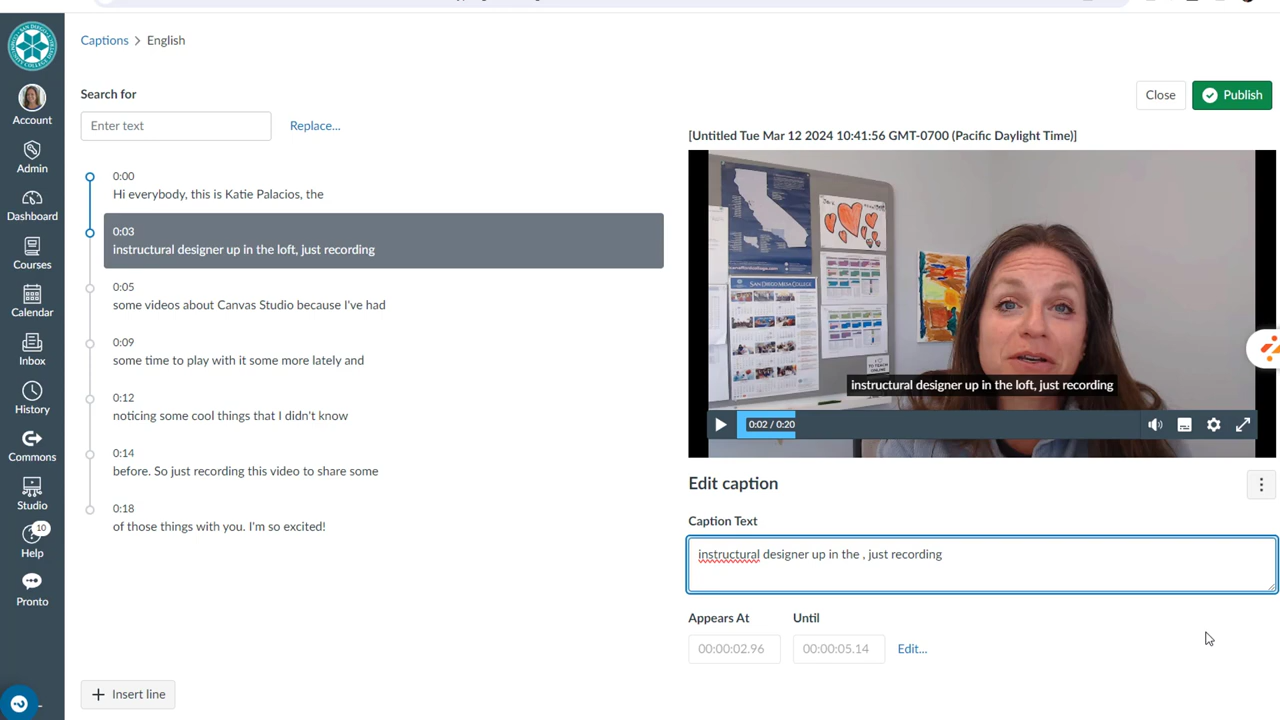 Captions > English
Account
Admin
Dashboard
Courses
Calendar
Inbox
History
Commons
Studio
10
Help
Pronto
Search for
Enter text
Replace...
0:00
Hi everybody, this is Katie Palacios, the
0:03
instructural designer up in the loft, just recording
0:05
some videos about Canvas Studio because I've had
0:09
some time to play with it some more lately and
0:12
noticing some cool things that I didn't know
0:14
before. So just recording this video to share some
0:18
of those things with you. I'm so excited!
Insert line
Close
Publish
[Untitled Tue Mar 12 2024 10:41:56 GMT-0700 (Pacific Daylight Time)]
SAN DIEGO MESA COLLEGE
TO TEACH
ONLINE
instructural designer up in the loft, just recording
0:02 / 0:20
Edit caption
Caption Text
instructural designer up in the , just recording
Appears At
Until
00:00:02.96
00:00:05.14
Edit...